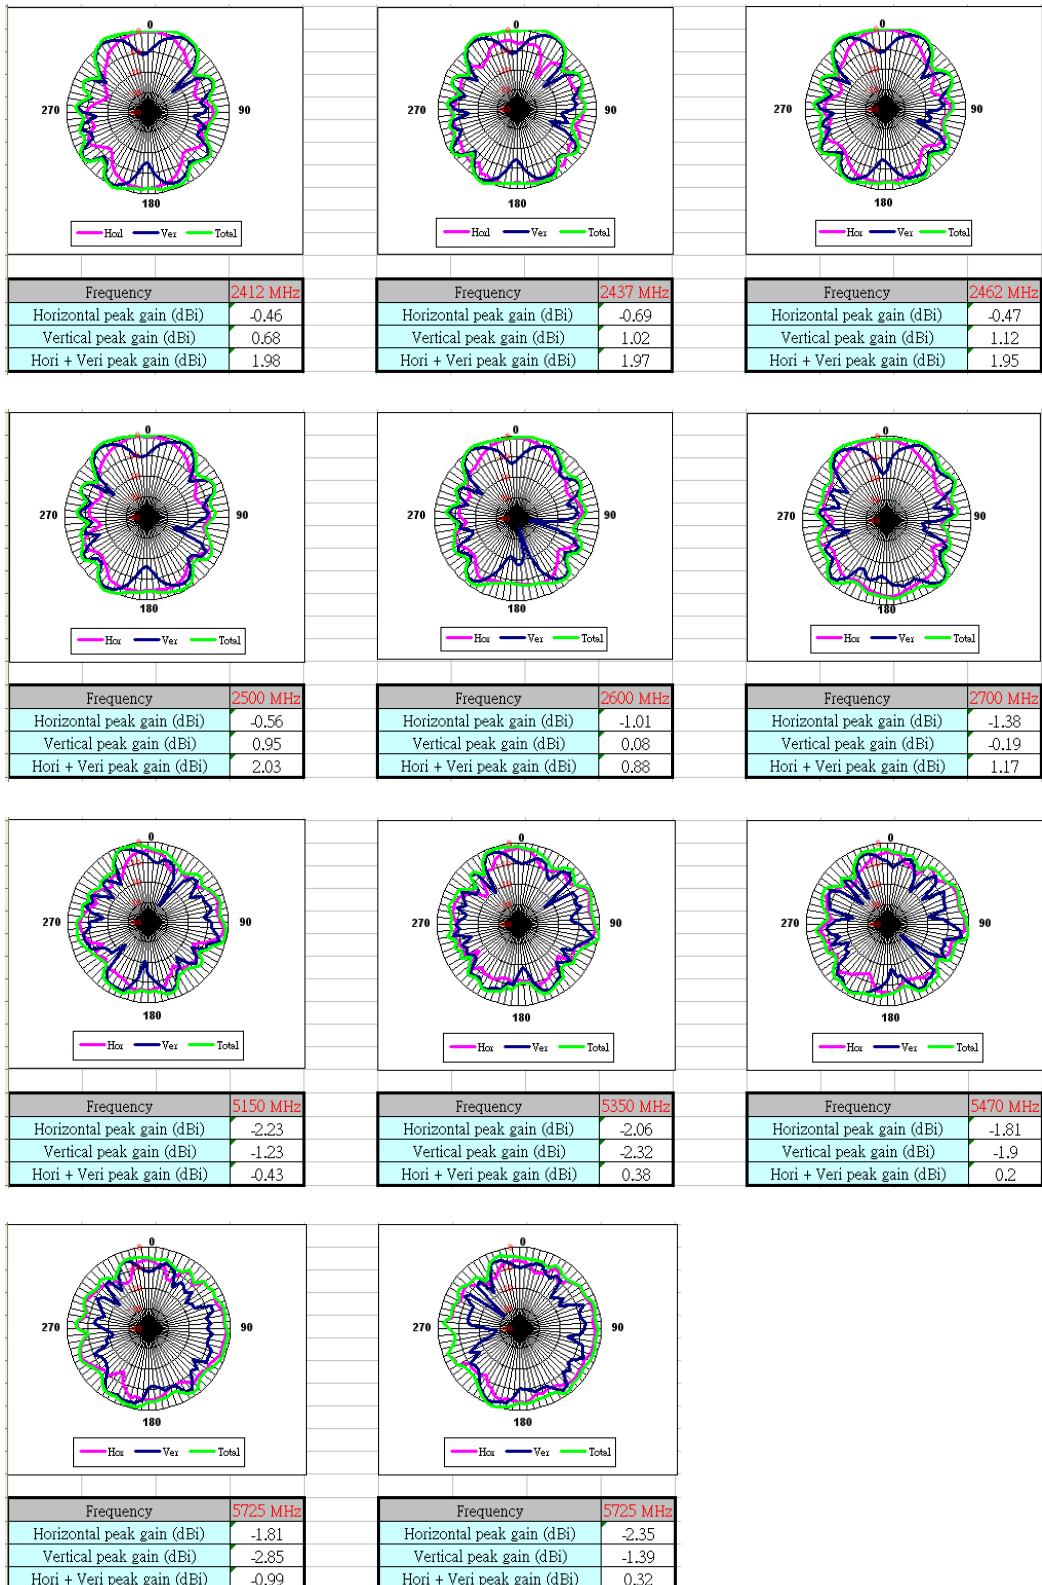 0 0 0
270 90 270 90 270 90
180 180 180
Horl Ver Total Horl Ver Total Hor Ver Total
Frequency 2412 MHz Frequency 2437 MHz Frequency 2462 MHz
Horizontal peak gain (dBi) -0.46 Horizontal peak gain (dBi) -0.69 Horizontal peak gain (dBi) -0.47
Vertical peak gain (dBi) 0.68 Vertical peak gain (dBi) 1.02 Vertical peak gain (dBi) 1.12
Hori + Veri peak gain (dBi) 1.98 Hori + Veri peak gain (dBi) 1.97 Hori + Veri peak gain (dBi) 1.95
0 0 0
270 90 270 90 270 90
180 180 180
Hor Ver Total Hor Ver Total Hor Ver Total
Frequency 2500 MHz Frequency 2600 MHz Frequency 2700 MHz
Horizontal peak gain (dBi) -0.56 Horizontal peak gain (dBi) -1.01 Horizontal peak gain (dBi) -1.38
Vertical peak gain (dBi) 0.95 Vertical peak gain (dBi) 0.08 Vertical peak gain (dBi) -0.19
Hori + Veri peak gain (dBi) 2.03 Hori + Veri peak gain (dBi) 0.88 Hori + Veri peak gain (dBi) 1.17
0 0 0
270 90 270 90 270 90
180 180 180
Hor Ver Total Hor Ver Total Hor Ver Total
Frequency 5150 MHz Frequency 5350 MHz Frequency 5470 MHz
Horizontal peak gain (dBi) -2.23 Horizontal peak gain (dBi) -2.06 Horizontal peak gain (dBi) -1.81
Vertical peak gain (dBi) -1.23 Vertical peak gain (dBi) -2.32 Vertical peak gain (dBi) -1.9
Hori + Veri peak gain (dBi) -0.43 Hori + Veri peak gain (dBi) 0.38 Hori + Veri peak gain (dBi) 0.2
0 0
270 90 270 90
180 180
Hor Ver Total Hor Ver Total
Frequency 5725 MHz Frequency 5725 MHz
Horizontal peak gain (dBi) -1.81 Horizontal peak gain (dBi) -2.35
Vertical peak gain (dBi) -2.85 Vertical peak gain (dBi) -1.39
Hori + Veri peak gain (dBi) -0.99 Hori + Veri peak gain (dBi) 0.32